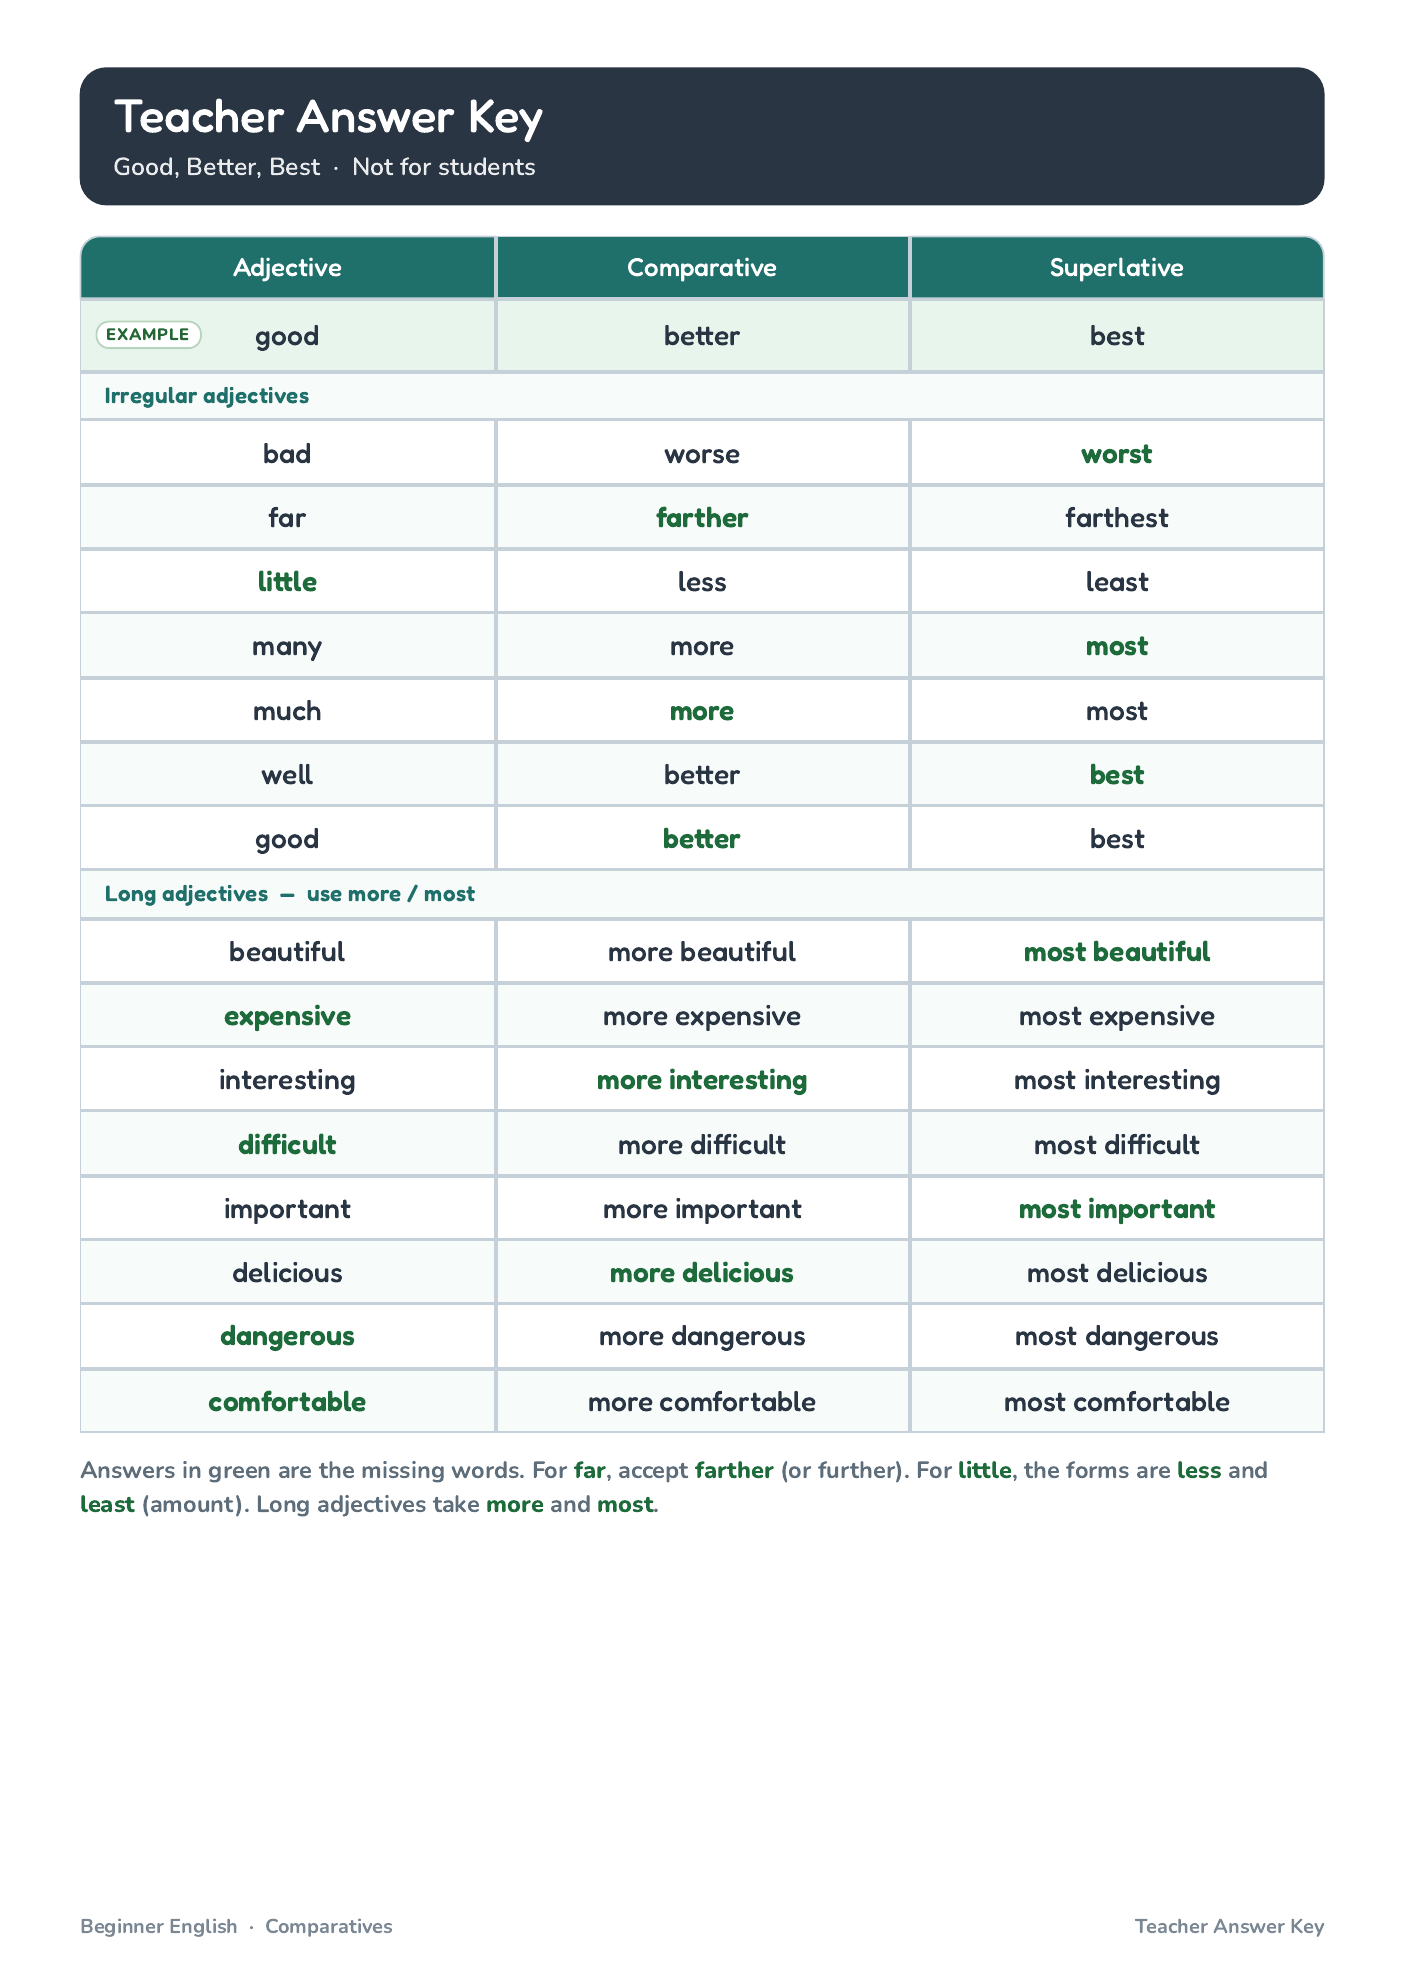 Teacher Answer Key
Good, Better, Best · Not for students
Adjective Comparative Superlative
EXAMPLE good better best
Irregular adjectives
bad worse worst
far farther farthest
little less least
many more most
much more most
well better best
good better best
Long adjectives – use more / most
beautiful more beautiful most beautiful
expensive more expensive most expensive
interesting more interesting most interesting
difficult more difficult most difficult
important more important most important
delicious more delicious most delicious
dangerous more dangerous most dangerous
comfortable more comfortable most comfortable
Answers in green are the missing words. For far, accept farther (or further). For little, the forms are less and
least (amount). Long adjectives take more and most.
Beginner English · Comparatives Teacher Answer Key